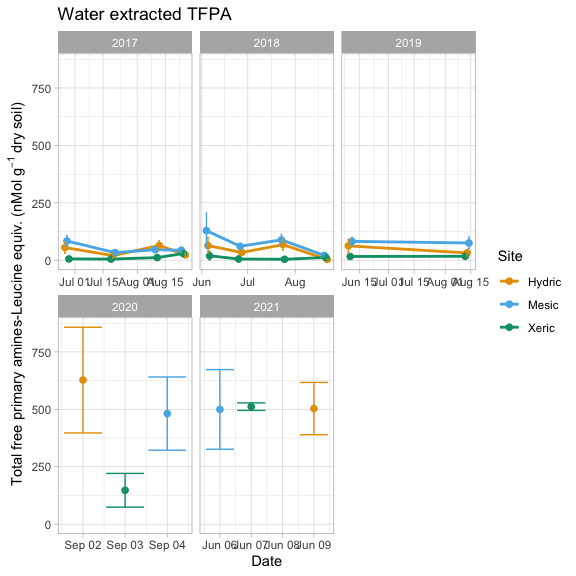 Water extracted TFPA
2017 2018 2019
Total free primary amines-Leucine equiv. (nMol g⁻¹ dry soil)
750
500
250
0
Jul 01 Jul 15 Aug 01 Aug 15 Jun Jul Aug Jun 15 Jul 01 Jul 15 Aug 01 Aug 15
Site
Hydric
Mesic
Xeric
2020 2021
750
500
250
0
Sep 02 Sep 03 Sep 04 Jun 06 Jun 07 Jun 08 Jun 09
Date